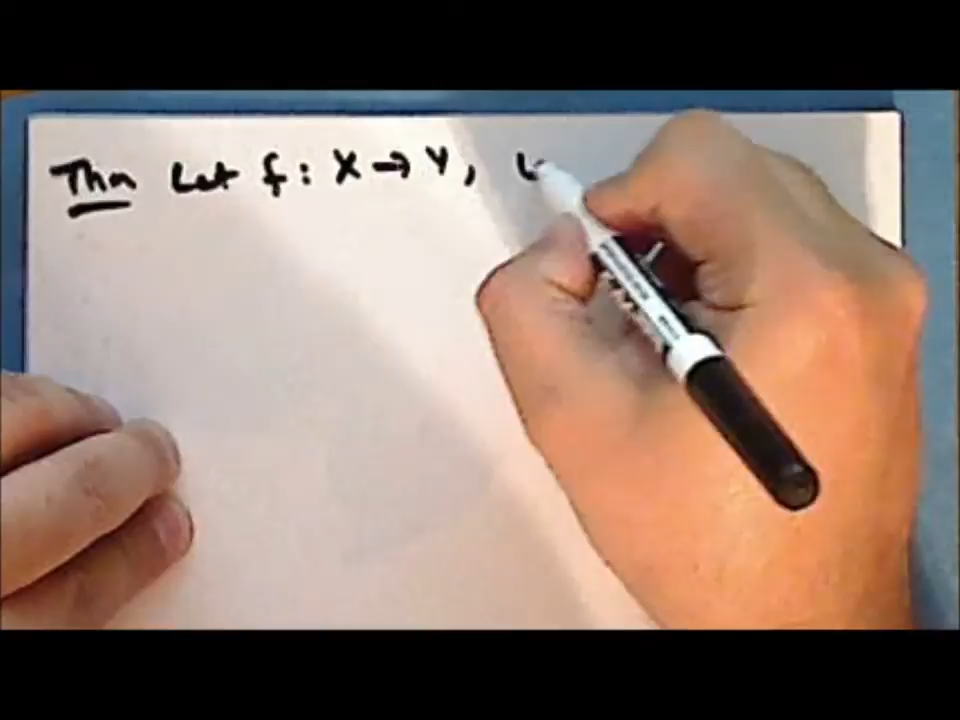 Thm Let f: X → Y,